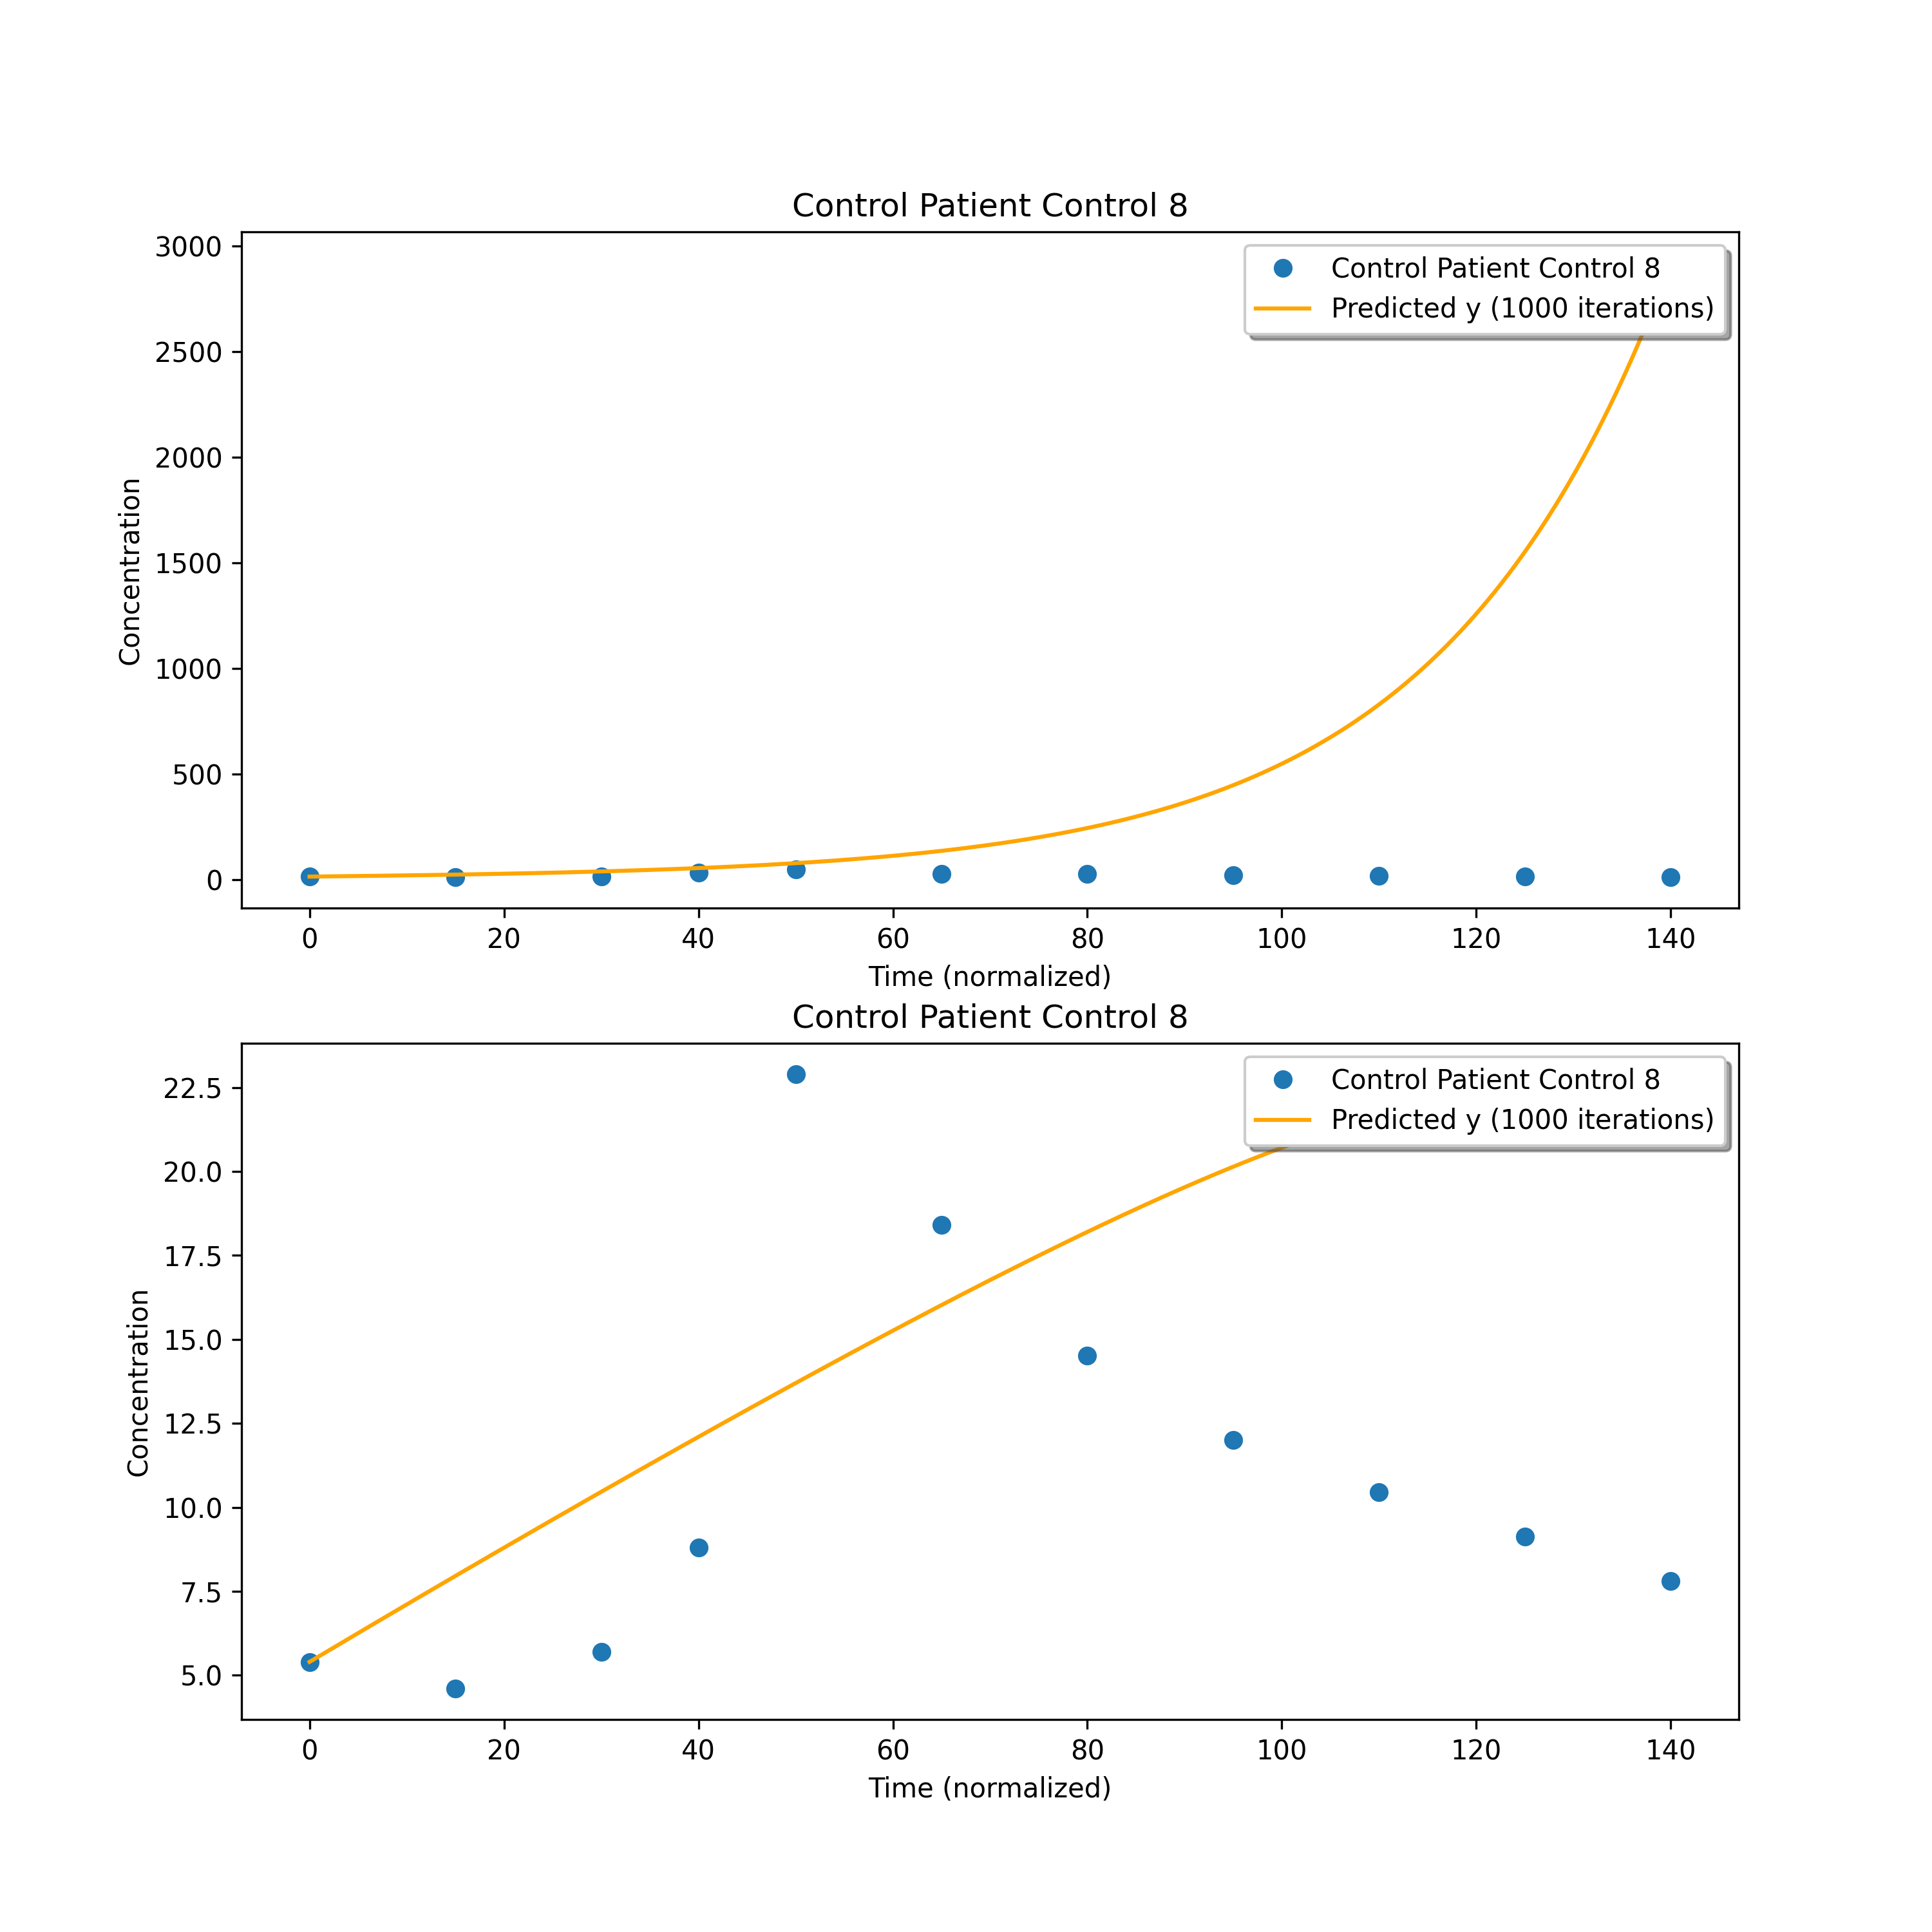 Control Patient Control 8
3000
2500
2000
1500
1000
500
0
Concentration
Control Patient Control 8
Predicted y (1000 iterations)
0 20 40 60 80 100 120 140
Time (normalized)
Control Patient Control 8
22.5
20.0
17.5
15.0
12.5
10.0
7.5
5.0
Concentration
Control Patient Control 8
Predicted y (1000 iterations)
0 20 40 60 80 100 120 140
Time (normalized)